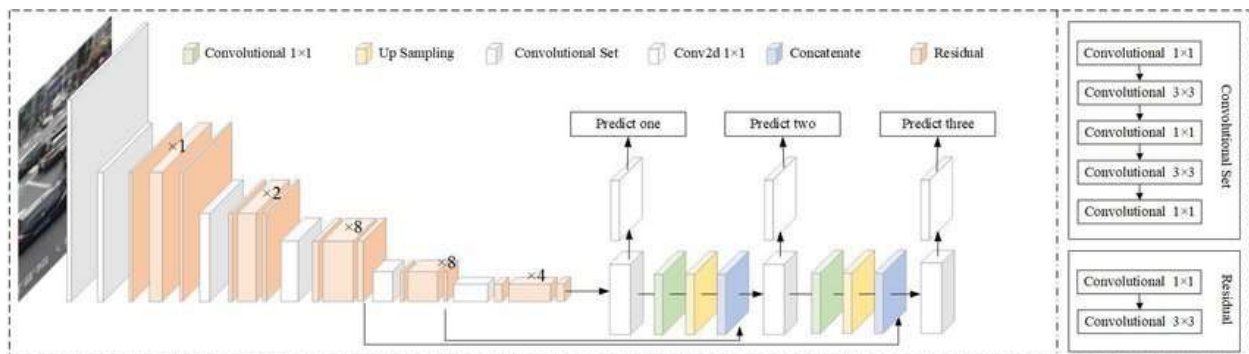 Convolutional 1×1
Up Sampling
Convolutional Set
Conv2d 1×1
Concatenate
Residual
×1
×2
×8
×8
×4
Predict one
Predict two
Predict three
Convolutional 1×1
Convolutional 3×3
Convolutional 1×1
Convolutional 3×3
Convolutional 1×1
Convolutional Set
Convolutional 1×1
Convolutional 3×3
Residual